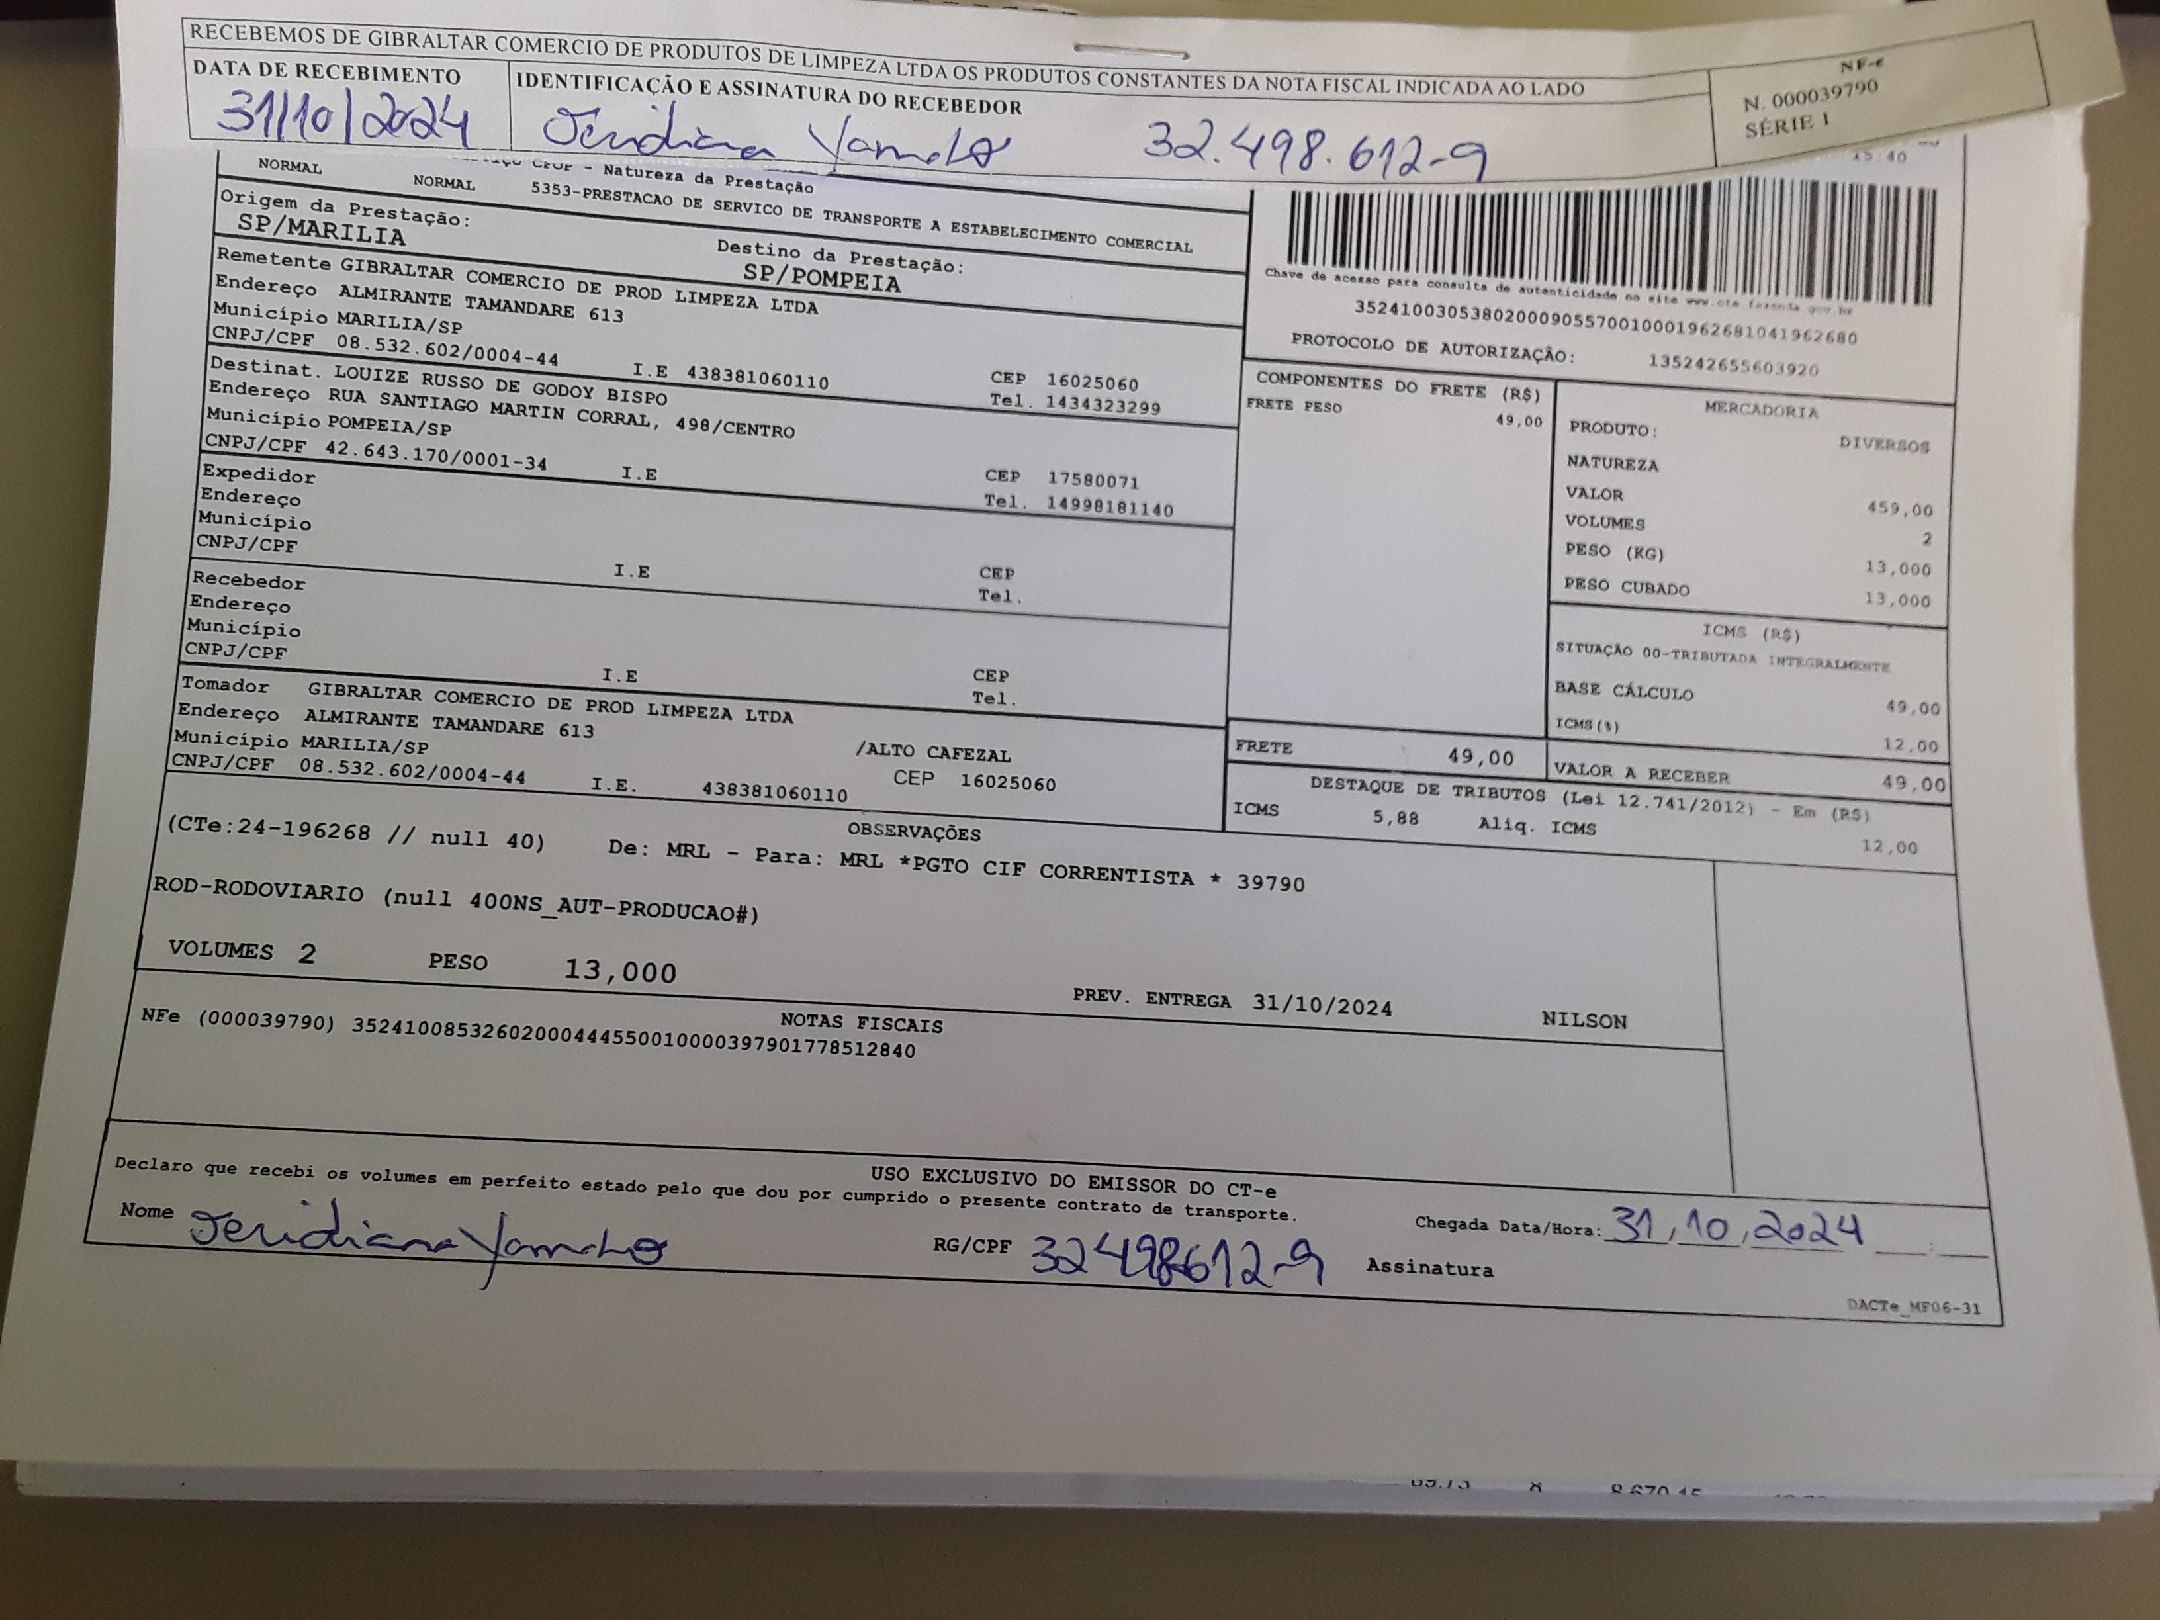 RECEBEMOS DE GIBRALTAR COMERCIO DE PRODUTOS DE LIMPEZA LTDA OS PRODUTOS CONSTANTES DA NOTA FISCAL INDICADA AO LADO
NF-e
N. 000039790
SÉRIE 1
DATA DE RECEBIMENTO
31/10/2024
IDENTIFICAÇÃO E ASSINATURA DO RECEBEDOR
32.498.612-9
CFOP - Natureza da Prestação
NORMAL NORMAL 5353-PRESTACAO DE SERVICO DE TRANSPORTE A ESTABELECIMENTO COMERCIAL
Origem da Prestação: Destino da Prestação:
SP/MARILIA SP/POMPEIA
Remetente GIBRALTAR COMERCIO DE PROD LIMPEZA LTDA
Endereço ALMIRANTE TAMANDARE 613
Município MARILIA/SP CEP 16025060
CNPJ/CPF 08.532.602/0004-44 I.E 438381060110 Tel. 1434323299
Destinat. LOUIZE RUSSO DE GODOY BISPO
Endereço RUA SANTIAGO MARTIN CORRAL, 498/CENTRO
Município POMPEIA/SP CEP 17580071
CNPJ/CPF 42.643.170/0001-34 I.E Tel. 14998181140
Expedidor
Endereço
Município CEP
CNPJ/CPF I.E Tel.
Recebedor
Endereço
Município CEP
CNPJ/CPF I.E Tel.
Tomador GIBRALTAR COMERCIO DE PROD LIMPEZA LTDA
Endereço ALMIRANTE TAMANDARE 613 /ALTO CAFEZAL
Município MARILIA/SP CEP 16025060
CNPJ/CPF 08.532.602/0004-44 I.E. 438381060110
Chave de acesso para consulta de autenticidade no site www.cte.fazenda.gov.br
35241003053802000905570010001962681041962680
PROTOCOLO DE AUTORIZAÇÃO: 135242655603920
COMPONENTES DO FRETE (R$)
FRETE PESO 49,00
MERCADORIA
PRODUTO: DIVERSOS
NATUREZA
VALOR 459,00
VOLUMES 2
PESO (KG) 13,000
PESO CUBADO 13,000
ICMS (R$)
SITUAÇÃO 00-TRIBUTADA INTEGRALMENTE
BASE CÁLCULO 49,00
ICMS(%) 12,00
FRETE 49,00 VALOR A RECEBER 49,00
DESTAQUE DE TRIBUTOS (Lei 12.741/2012) - Em (R$)
ICMS 5,88 Aliq. ICMS 12,00
OBSERVAÇÕES
(CTe:24-196268 // null 40) De: MRL - Para: MRL *PGTO CIF CORRENTISTA * 39790
ROD-RODOVIARIO (null 400NS_AUT-PRODUCAO#)
VOLUMES 2 PESO 13,000 PREV. ENTREGA 31/10/2024 NILSON
NOTAS FISCAIS
NFe (000039790) 35241008532602000444550010000397901778512840
USO EXCLUSIVO DO EMISSOR DO CT-e
Declaro que recebi os volumes em perfeito estado pelo que dou por cumprido o presente contrato de transporte.
Nome RG/CPF 32498612-9 Chegada Data/Hora: 31,10,2024
Assinatura
DACTe_MF06-31